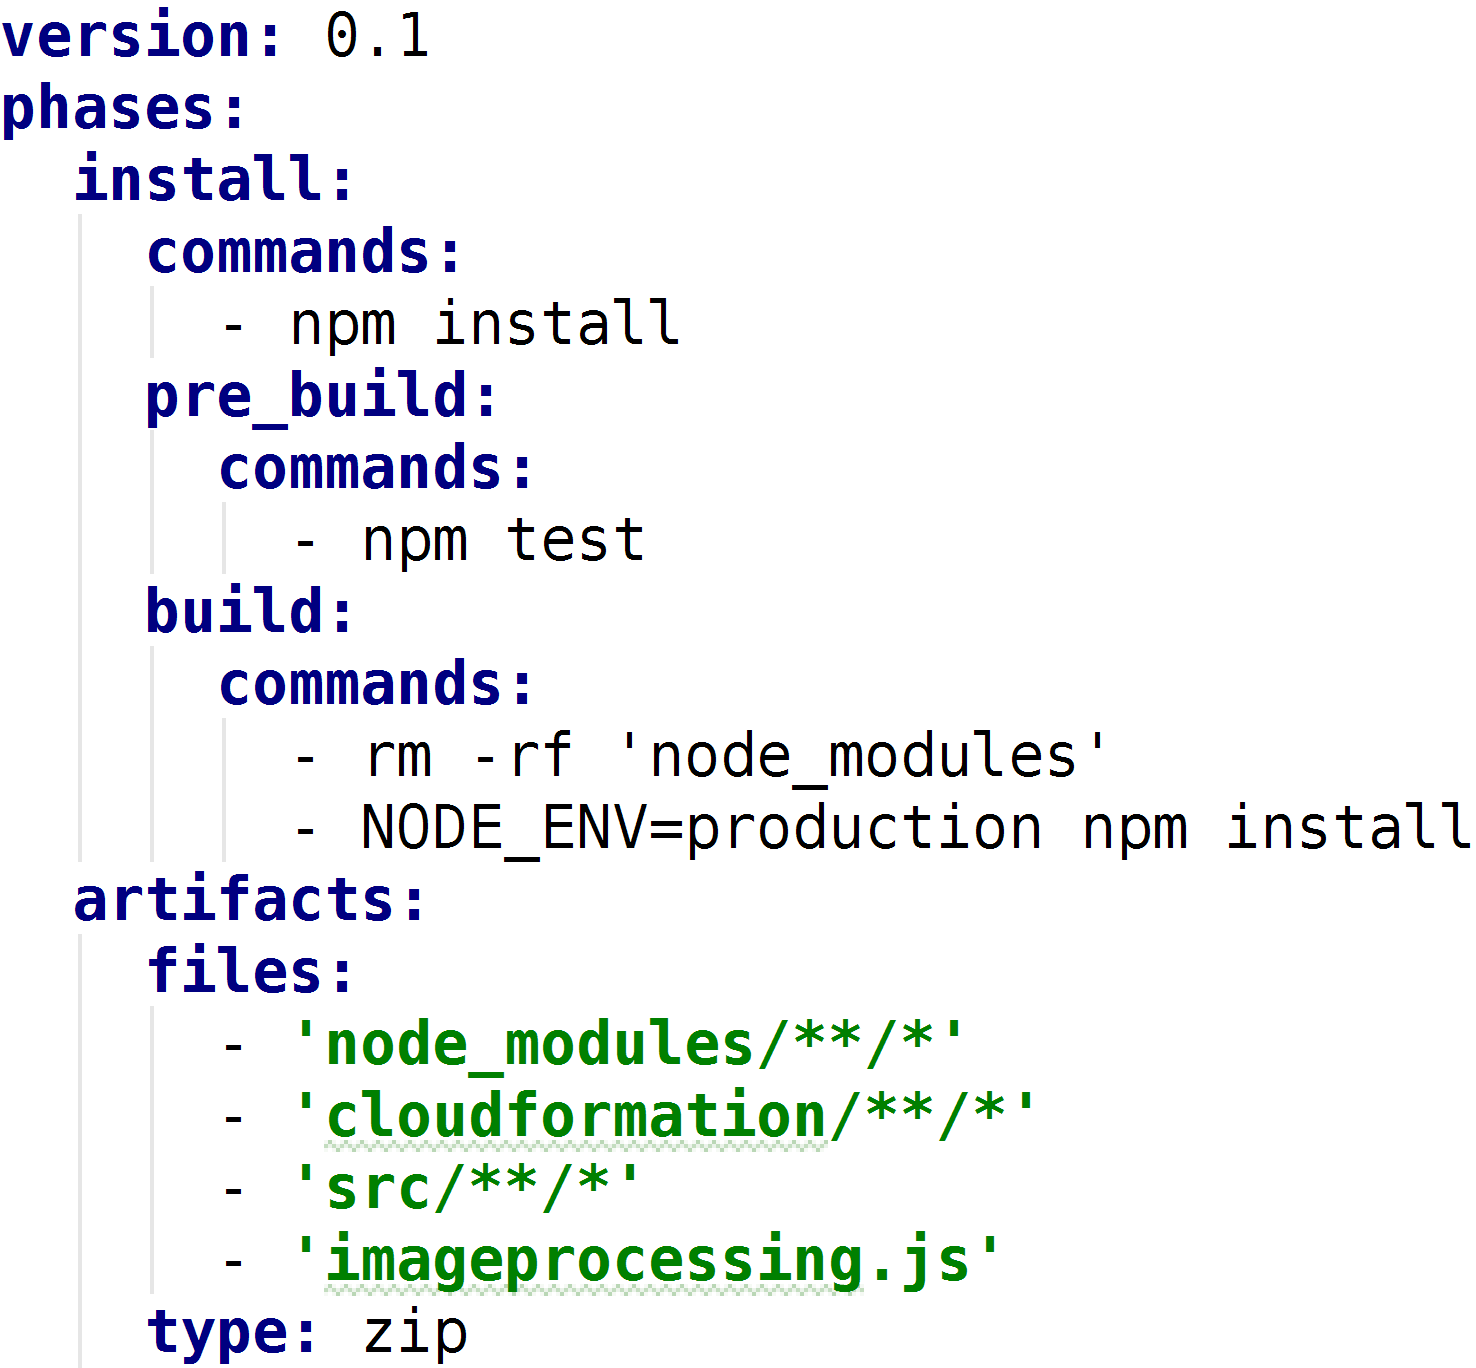 version: 0.1
phases:
  install:
    commands:
      - npm install
    pre_build:
      commands:
        - npm test
    build:
      commands:
        - rm -rf 'node_modules'
        - NODE_ENV=production npm install
  artifacts:
    files:
      - 'node_modules/**/*'
      - 'cloudformation/**/*'
      - 'src/**/*'
      - 'imageprocessing.js'
    type: zip